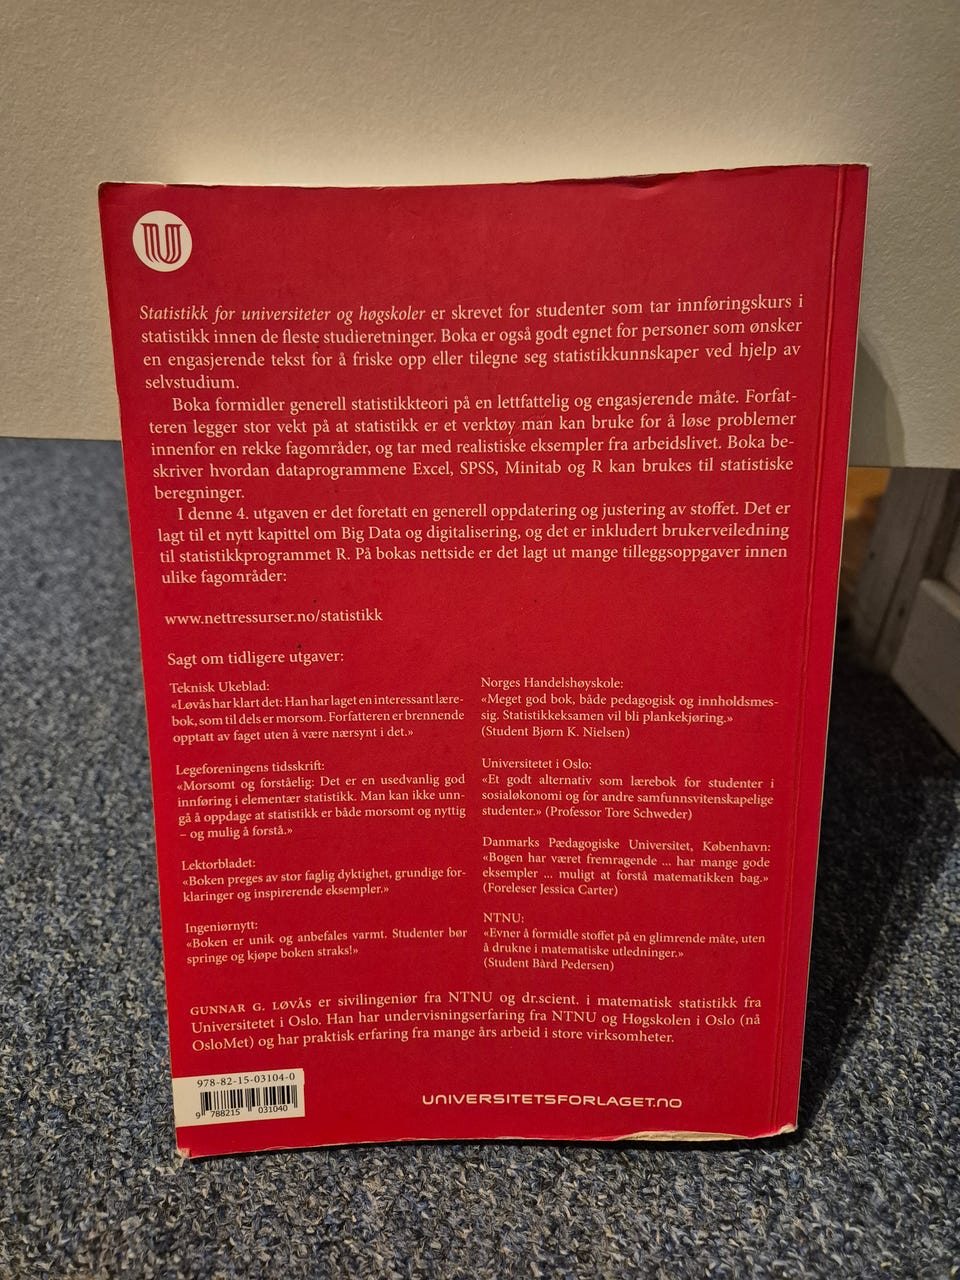 U
Statistikk for universiteter og høgskoler er skrevet for studenter som tar innføringskurs i
statistikk innen de fleste studieretninger. Boka er også godt egnet for personer som ønsker
en engasjerende tekst for å friske opp eller tilegne seg statistikkunnskaper ved hjelp av
selvstudium.
Boka formidler generell statistikkteori på en lettfattelig og engasjerende måte. Forfat-
teren legger stor vekt på at statistikk er et verktøy man kan bruke for å løse problemer
innenfor en rekke fagområder, og tar med realistiske eksempler fra arbeidslivet. Boka be-
skriver hvordan dataprogrammene Excel, SPSS, Minitab og R kan brukes til statistiske
beregninger.
I denne 4. utgaven er det foretatt en generell oppdatering og justering av stoffet. Det er
lagt til et nytt kapittel om Big Data og digitalisering, og det er inkludert brukerveiledning
til statistikkprogrammet R. På bokas nettside er det lagt ut mange tilleggsoppgaver innen
ulike fagområder:
www.nettressurser.no/statistikk
Sagt om tidligere utgaver:
Teknisk Ukeblad:
«Løvås har klart det: Han har laget en interessant lære-
bok, som til dels er morsom. Forfatteren er brennende
opptatt av faget uten å være nærsynt i det.»
Legeforeningens tidsskrift:
«Morsomt og forståelig: Det er en usedvanlig god
innføring i elementær statistikk. Man kan ikke unn-
gå å oppdage at statistikk er både morsomt og nyttig
– og mulig å forstå.»
Lektorbladet:
«Boken preges av stor faglig dyktighet, grundige for-
klaringer og inspirerende eksempler.»
Ingeniørnytt:
«Boken er unik og anbefales varmt. Studenter bør
springe og kjøpe boken straks!»
Norges Handelshøyskole:
«Meget god bok, både pedagogisk og innholdsmes-
sig. Statistikkeksamen vil bli plankekjøring.»
(Student Bjørn K. Nielsen)
Universitetet i Oslo:
«Et godt alternativ som lærebok for studenter i
sosialøkonomi og for andre samfunnsvitenskapelige
studenter.» (Professor Tore Schweder)
Danmarks Pædagogiske Universitet, København:
«Bogen har været fremragende ... har mange gode
eksempler ... muligt at forstå matematikken bag.»
(Foreleser Jessica Carter)
NTNU:
«Evner å formidle stoffet på en glimrende måte, uten
å drukne i matematiske utledninger.»
(Student Bård Pedersen)
GUNNAR G. LØVÅS er sivilingeniør fra NTNU og dr.scient. i matematisk statistikk fra
Universitetet i Oslo. Han har undervisningserfaring fra NTNU og Høgskolen i Oslo (nå
OsloMet) og har praktisk erfaring fra mange års arbeid i store virksomheter.
978-82-15-03104-0
9 788215 031040
UNIVERSITETSFORLAGET.NO